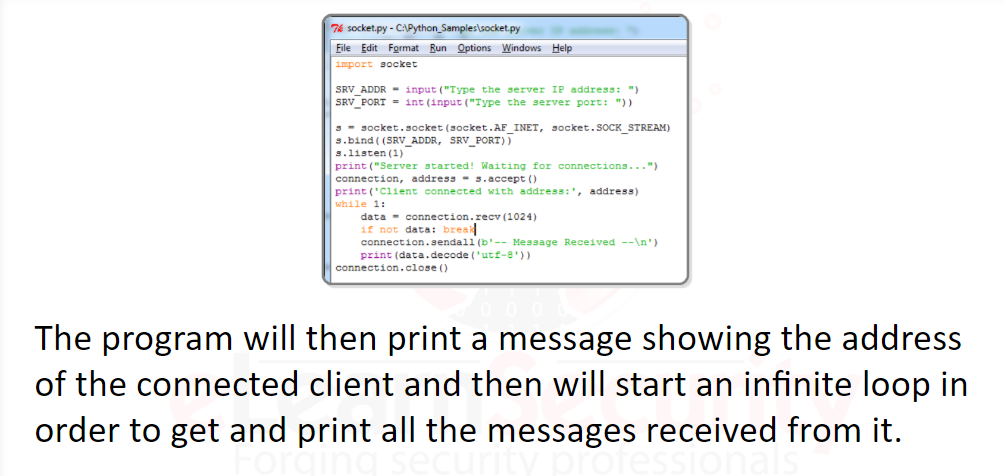 socket.py - C:\Python_Samples\socket.py
File Edit Format Run Options Windows Help
import socket
SRV_ADDR = input("Type the server IP address: ")
SRV_PORT = int(input("Type the server port: "))
s = socket.socket(socket.AF_INET, socket.SOCK_STREAM)
s.bind((SRV_ADDR, SRV_PORT))
s.listen(1)
print("Server started! Waiting for connections...")
connection, address = s.accept()
print('Client connected with address:', address)
while 1:
    data = connection.recv(1024)
    if not data: break
    connection.sendall(b'-- Message Received --\n')
    print(data.decode('utf-8'))
connection.close()
The program will then print a message showing the address
of the connected client and then will start an infinite loop in
order to get and print all the messages received from it.
eLearnSecurity
Forging security professionals